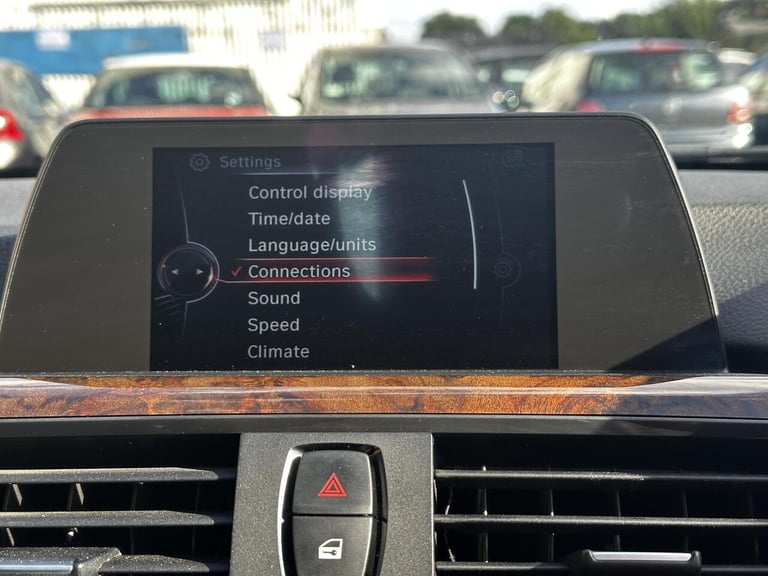 Settings
Control display
Time/date
Language/units
Connections
Sound
Speed
Climate